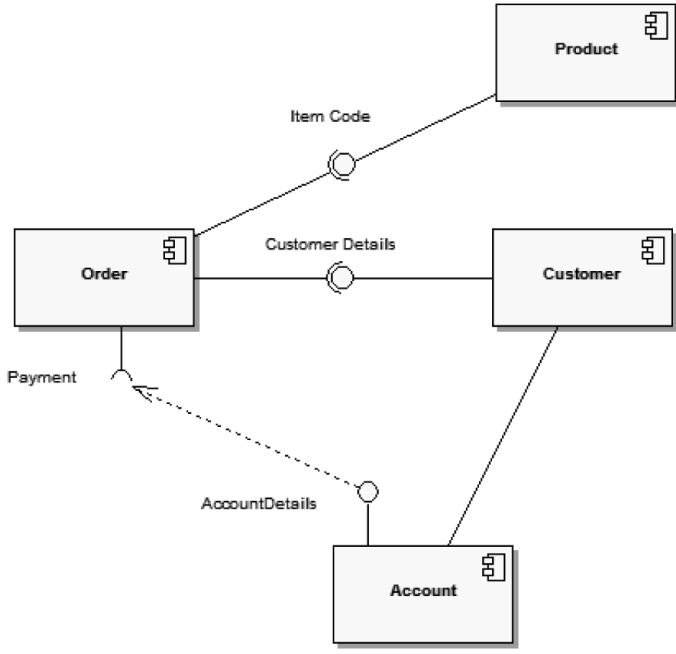 Product
Item Code
Customer Details
Order
Customer
Payment
AccountDetails
Account